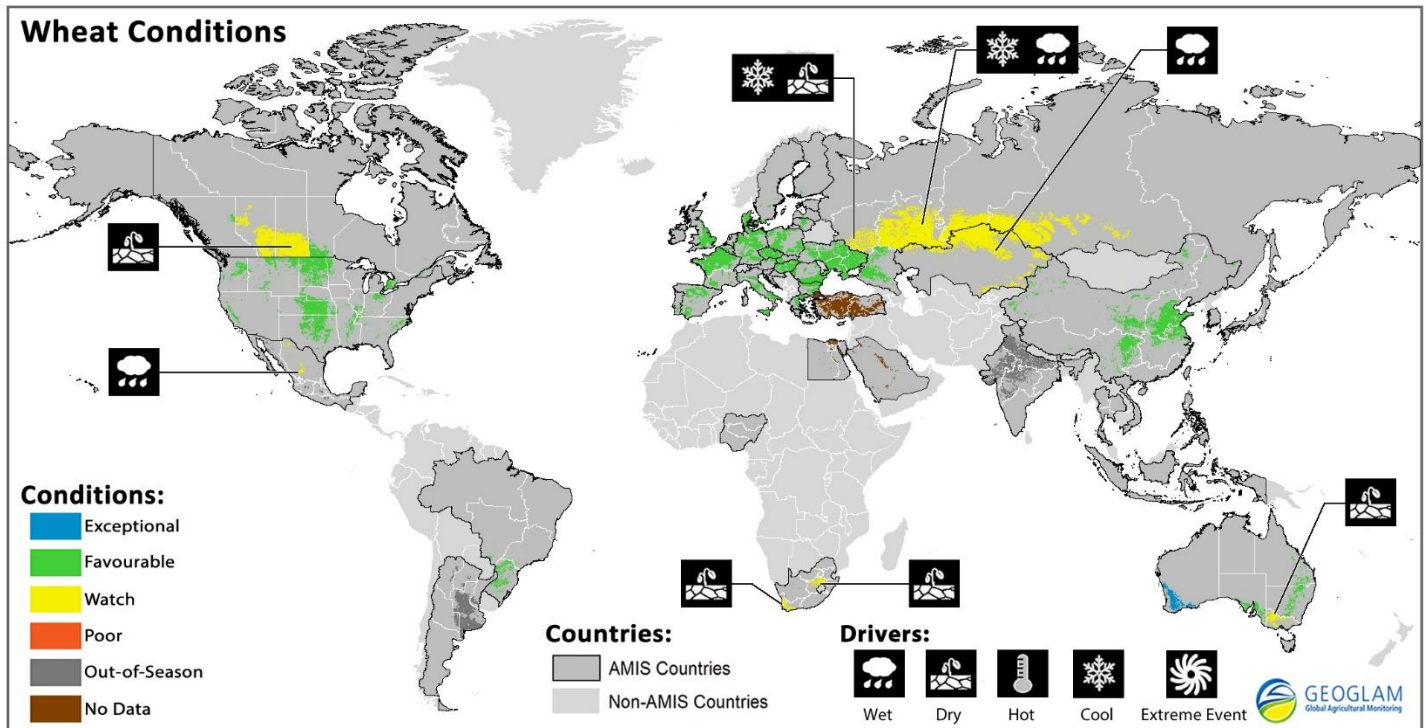 Wheat Conditions
Conditions:
Exceptional
Favourable
Watch
Poor
Out-of-Season
No Data
Countries:
AMIS Countries
Non-AMIS Countries
Drivers:
Wet
Dry
Hot
Cool
Extreme Event
GEOGLAM
Global Agricultural Monitoring